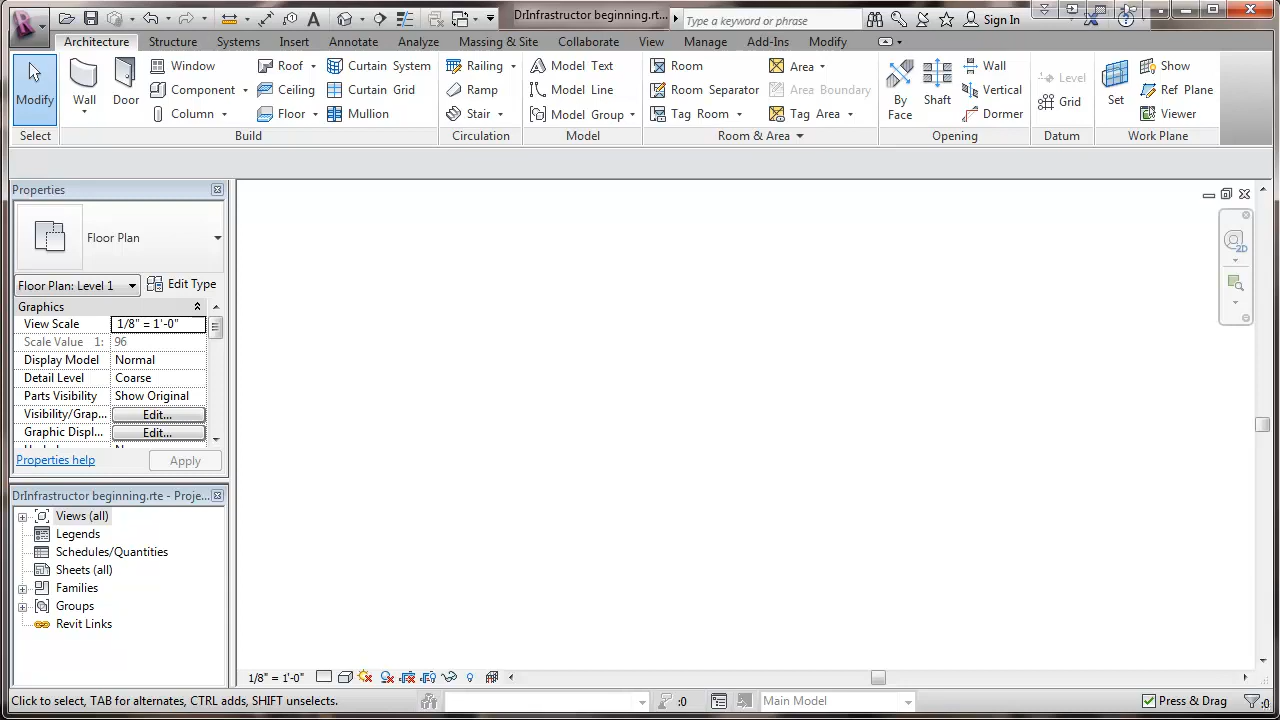 DrInfrastructor beginning.rt...
Type a keyword or phrase
Sign In
Architecture Structure Systems Insert Annotate Analyze Massing & Site Collaborate View Manage Add-Ins Modify
Modify
Wall
Door
Window
Component
Column
Roof
Ceiling
Floor
Curtain System
Curtain Grid
Mullion
Railing
Ramp
Stair
Model Text
Model Line
Model Group
Room
Room Separator
Tag Room
Area
Area Boundary
Tag Area
By
Face
Shaft
Wall
Vertical
Dormer
Level
Grid
Set
Show
Ref Plane
Viewer
Select Build Circulation Model Room & Area Opening Datum Work Plane
Properties
Floor Plan
Floor Plan: Level 1 Edit Type
Graphics
View Scale 1/8" = 1'-0"
Scale Value 1: 96
Display Model Normal
Detail Level Coarse
Parts Visibility Show Original
Visibility/Grap... Edit...
Graphic Displ... Edit...
Properties help Apply
DrInfrastructor beginning.rte - Proje...
Views (all)
Legends
Schedules/Quantities
Sheets (all)
Families
Groups
Revit Links
2D
1/8" = 1'-0"
Click to select, TAB for alternates, CTRL adds, SHIFT unselects. :0 Main Model Press & Drag :0